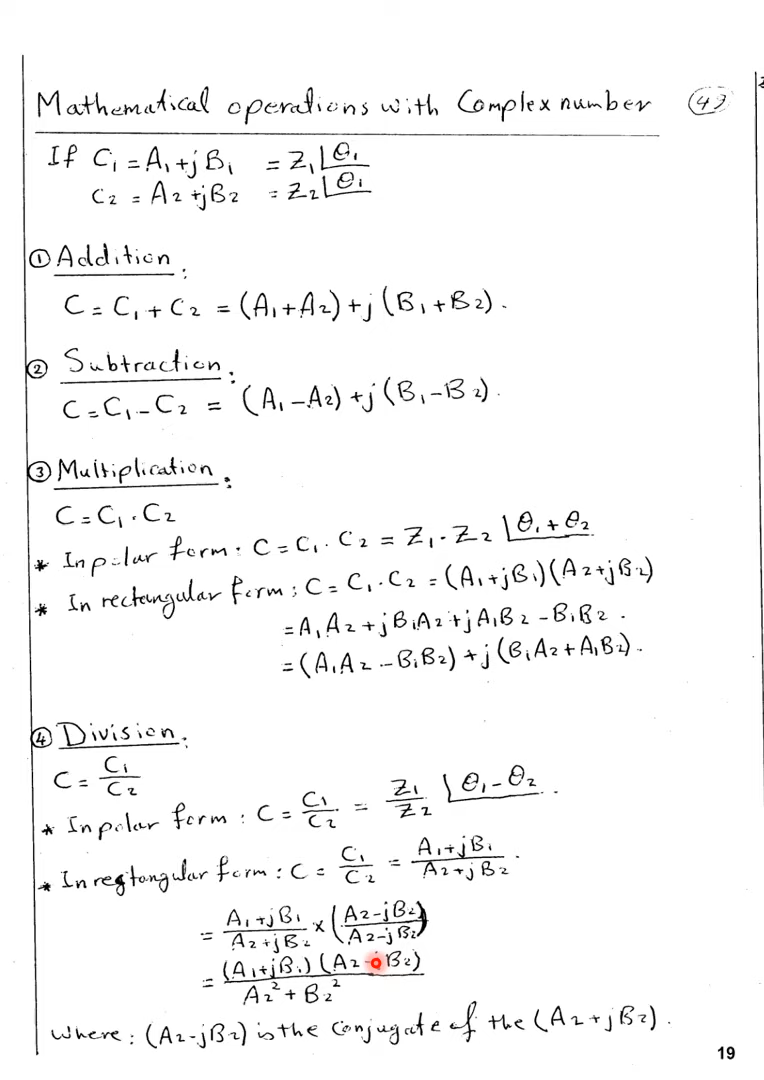 Mathematical operations with Complex number (49)
If C₁ = A₁ + jB₁ = Z₁∠θ₁
C₂ = A₂ + jB₂ = Z₂∠θ₁
① Addition:
C = C₁ + C₂ = (A₁ + A₂) + j(B₁ + B₂).
② Subtraction:
C = C₁ - C₂ = (A₁ - A₂) + j(B₁ - B₂).
③ Multiplication:
C = C₁ . C₂
* In polar form: C = C₁ . C₂ = Z₁ . Z₂ ∠θ₁ + θ₂
* In rectangular form: C = C₁ . C₂ = (A₁ + jB₁)(A₂ + jB₂)
= A₁A₂ + jB₁A₂ + jA₁B₂ - B₁B₂.
= (A₁A₂ - B₁B₂) + j(B₁A₂ + A₁B₂).
④ Division:
C = C₁/C₂
* In polar form: C = C₁/C₂ = Z₁/Z₂ ∠θ₁ - θ₂.
* In regtangular form: C = C₁/C₂ = (A₁ + jB₁)/(A₂ + jB₂).
= (A₁ + jB₁)/(A₂ + jB₂) × ((A₂ - jB₂)/(A₂ - jB₂))
= (A₁ + jB₁)(A₂ - jB₂)/(A₂² + B₂²)
Where: (A₂ - jB₂) is the Conjugate of the (A₂ + jB₂).
19